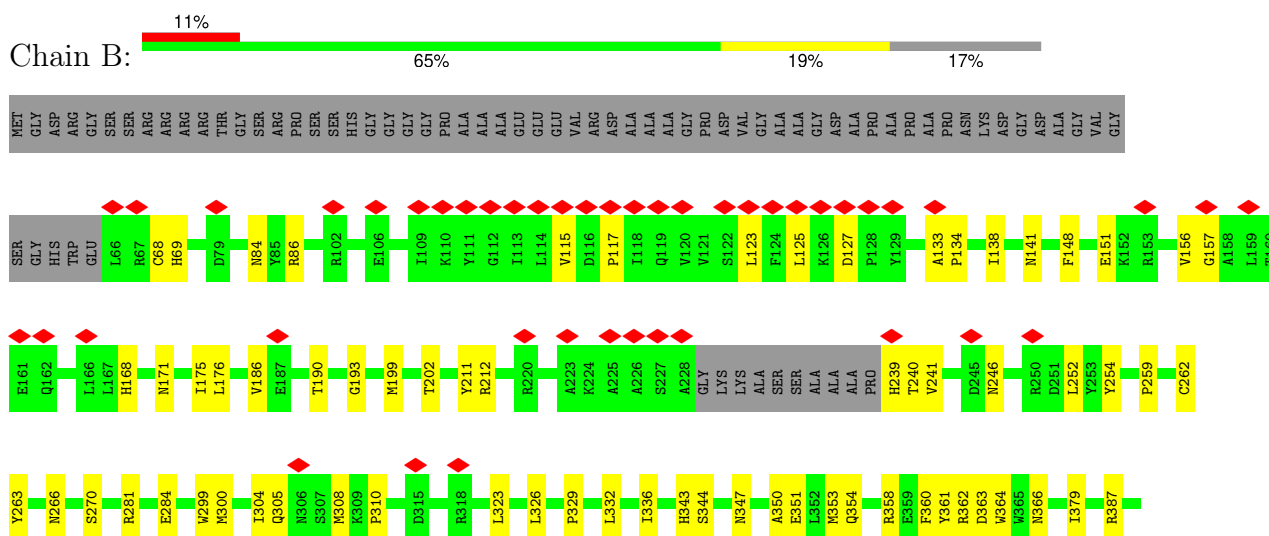 11%
Chain B:
65% 19% 17%
MET GLY ASP ARG GLY SER SER ARG ARG ARG ARG THR GLY SER ARG PRO SER SER HIS GLY GLY GLY GLY PRO ALA ALA ALA GLU GLU GLU VAL ARG ASP ALA ALA ALA GLY PRO ASP VAL GLY ALA ALA GLY ASP ALA PRO ALA PRO ALA PRO ASN LYS ASP GLY ASP ALA GLY VAL GLY
SER GLY HIS TRP GLU L66 R67 C68 H69 D79 N84 Y85 R86 R102 E106 I109 K110 Y111 G112 I113 L114 V115 D116 P117 I118 Q119 V120 V121 S122 L123 F124 L125 K126 D127 P128 Y129 A133 P134 I138 N141 F148 E151 K152 R153 V156 G157 A158 L159 T160
E161 Q162 L166 L167 H168 N171 I175 L176 V186 E187 T190 G193 M199 T202 Y211 R212 R220 A223 K224 A225 A226 S227 A228 GLY LYS LYS ALA SER SER ALA ALA ALA PRO H239 T240 V241 D245 N246 R250 D251 L252 Y253 Y254 P259 C262
Y263 N266 S270 R281 E284 W299 M300 I304 Q305 N306 S307 M308 K309 P310 D315 R318 L323 L326 P329 L332 I336 H343 S344 N347 A350 E351 L352 M353 Q354 R358 E359 F360 Y361 R362 D363 W364 W365 N366 I379 R387